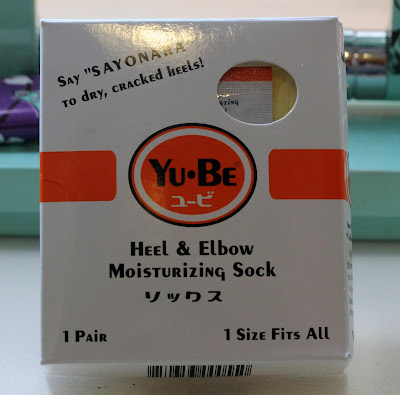 Say "SAYONARA"
to dry, cracked heels!
Yu•Be
ユービ
Heel & Elbow
Moisturizing Sock
ソックス
1 Pair
1 Size Fits All